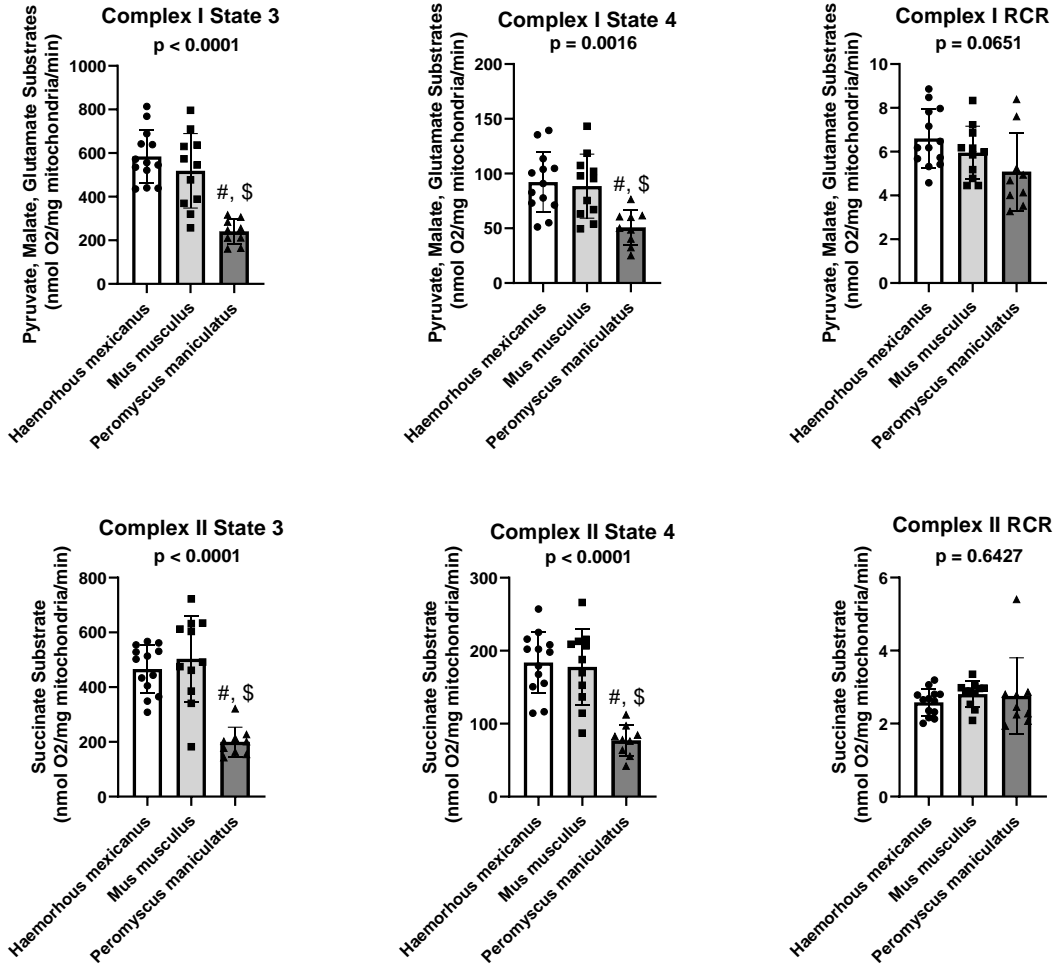 Complex I State 3
p < 0.0001
Pyruvate, Malate, Glutamate Substrates
(nmol O2/mg mitochondria/min)
1000
800
600
400
200
0
#, $
Haemorhous mexicanus
Mus musculus
Peromyscus maniculatus
Complex I State 4
p = 0.0016
Pyruvate, Malate, Glutamate Substrates
(nmol O2/mg mitochondria/min)
200
150
100
50
0
#, $
Haemorhous mexicanus
Mus musculus
Peromyscus maniculatus
Complex I RCR
p = 0.0651
Pyruvate, Malate, Glutamate Substrates
(nmol O2/mg mitochondria/min)
10
8
6
4
2
0
Haemorhous mexicanus
Mus musculus
Peromyscus maniculatus
Complex II State 3
p < 0.0001
Succinate Substrate
(nmol O2/mg mitochondria/min)
800
600
400
200
0
#, $
Haemorhous mexicanus
Mus musculus
Peromyscus maniculatus
Complex II State 4
p < 0.0001
Succinate Substrate
(nmol O2/mg mitochondria/min)
300
200
100
0
#, $
Haemorhous mexicanus
Mus musculus
Peromyscus maniculatus
Complex II RCR
p = 0.6427
Succinate Substrate
(nmol O2/mg mitochondria/min)
6
4
2
0
Haemorhous mexicanus
Mus musculus
Peromyscus maniculatus